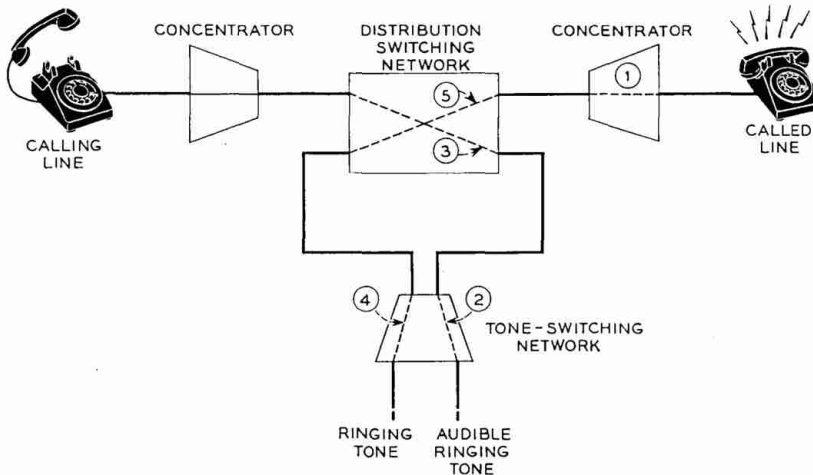 CONCENTRATOR
DISTRIBUTION
SWITCHING
NETWORK
CONCENTRATOR
1
5
3
CALLING
LINE
CALLED
LINE
4
2
TONE-SWITCHING
NETWORK
RINGING
TONE
AUDIBLE
RINGING
TONE